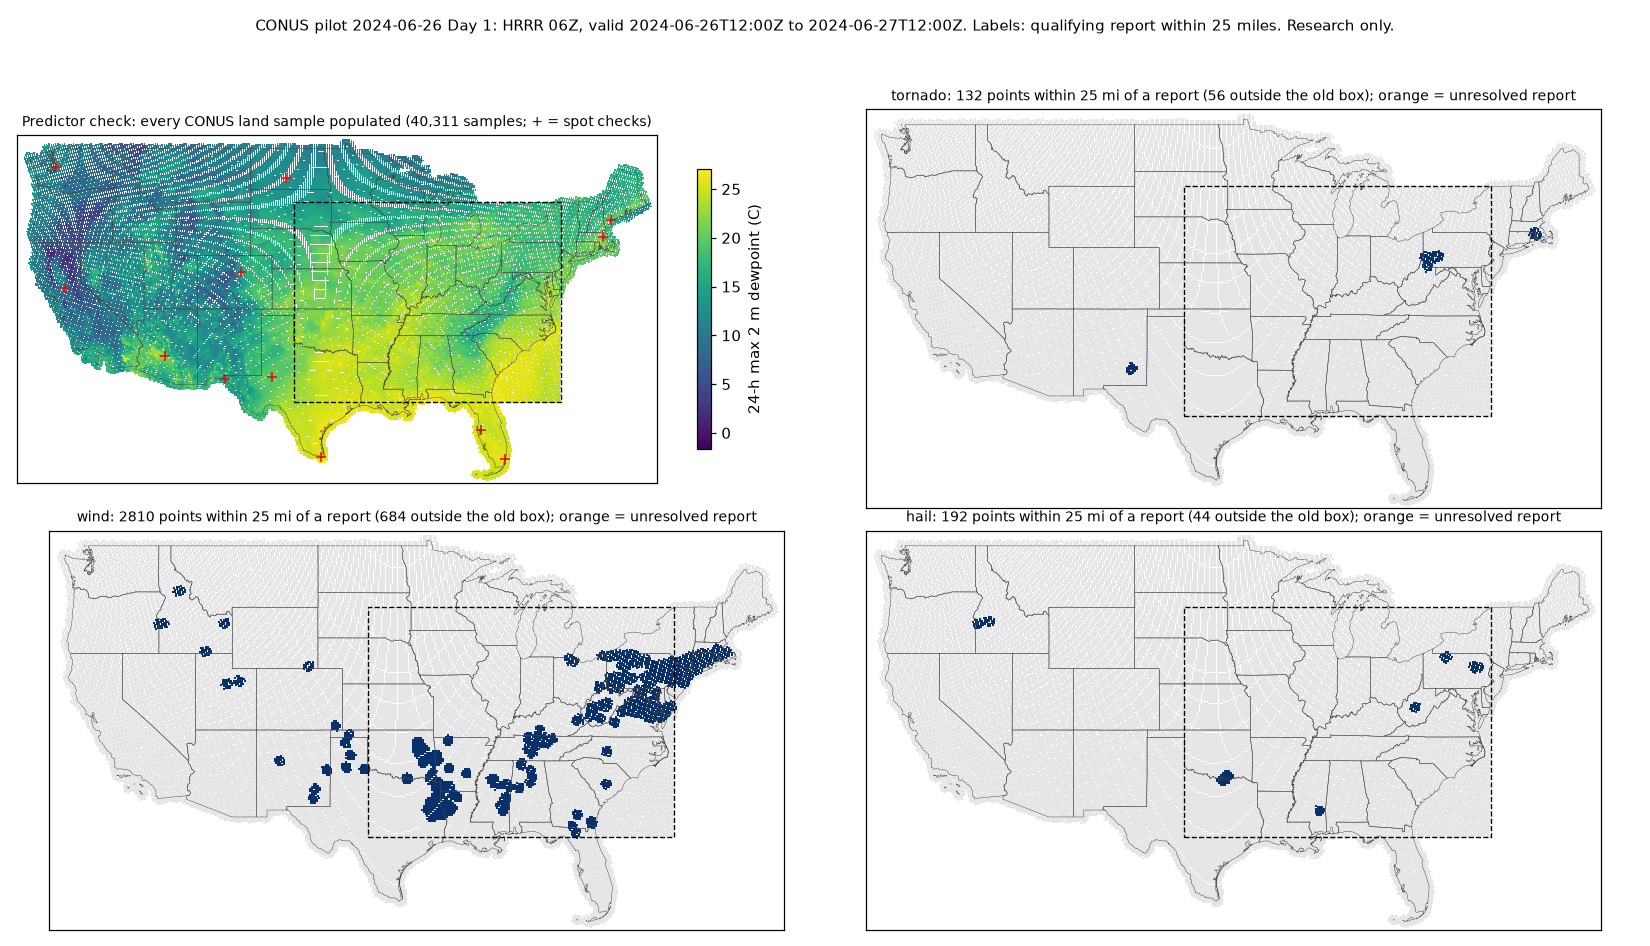 CONUS pilot 2024-06-26 Day 1: HRRR 06Z, valid 2024-06-26T12:00Z to 2024-06-27T12:00Z. Labels: qualifying report within 25 miles. Research only.
Predictor check: every CONUS land sample populated (40,311 samples; + = spot checks)
25
20
15
10
5
0
24-h max 2 m dewpoint (C)
tornado: 132 points within 25 mi of a report (56 outside the old box); orange = unresolved report
wind: 2810 points within 25 mi of a report (684 outside the old box); orange = unresolved report
hail: 192 points within 25 mi of a report (44 outside the old box); orange = unresolved report